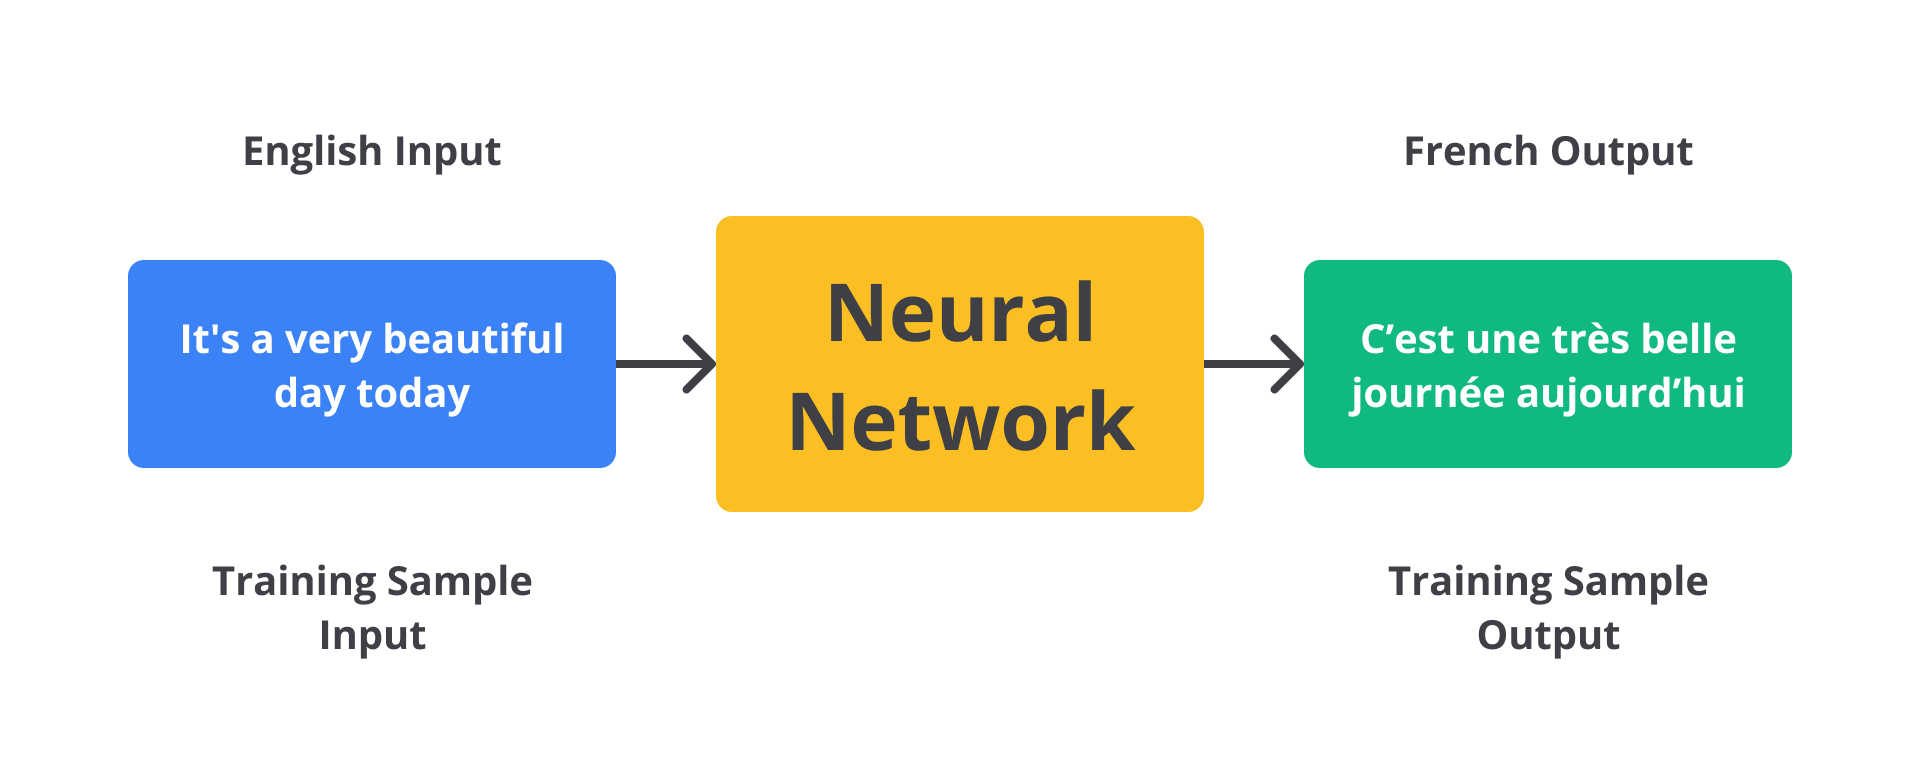 English Input
French Output
It's a very beautiful
day today
Neural
Network
C’est une très belle
journée aujourd’hui
Training Sample
Input
Training Sample
Output